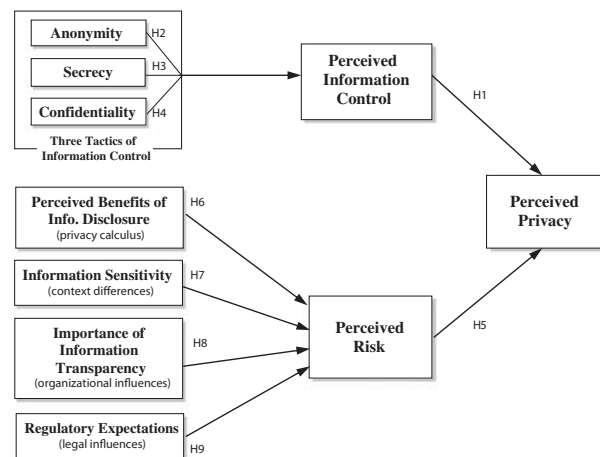 Anonymity
H2
Secrecy
H3
Confidentiality
H4
Three Tactics of
Information Control
Perceived
Information
Control
H1
Perceived
Privacy
Perceived Benefits of
Info. Disclosure
(privacy calculus)
H6
Information Sensitivity
(context differences)
H7
Importance of
Information
Transparency
(organizational influences)
H8
Regulatory Expectations
(legal influences)
H9
Perceived
Risk
H5